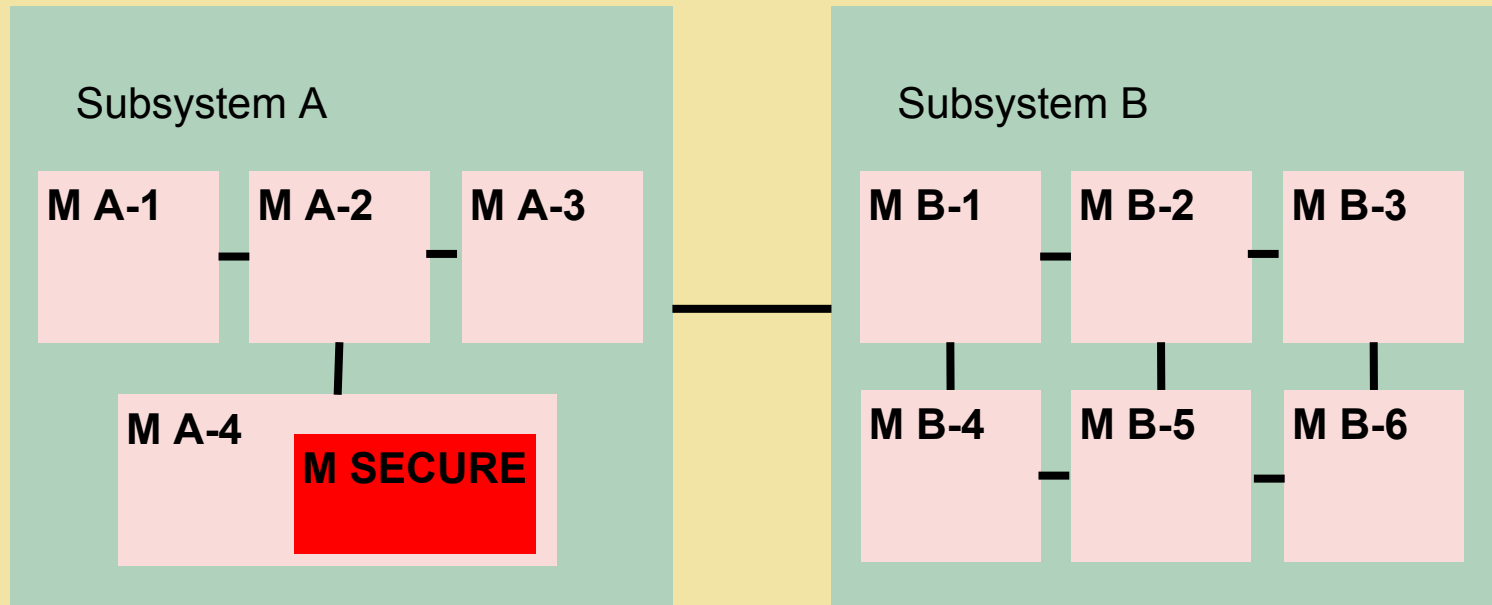 Subsystem A
M A-1
M A-2
M A-3
M A-4
M SECURE
Subsystem B
M B-1
M B-2
M B-3
M B-4
M B-5
M B-6